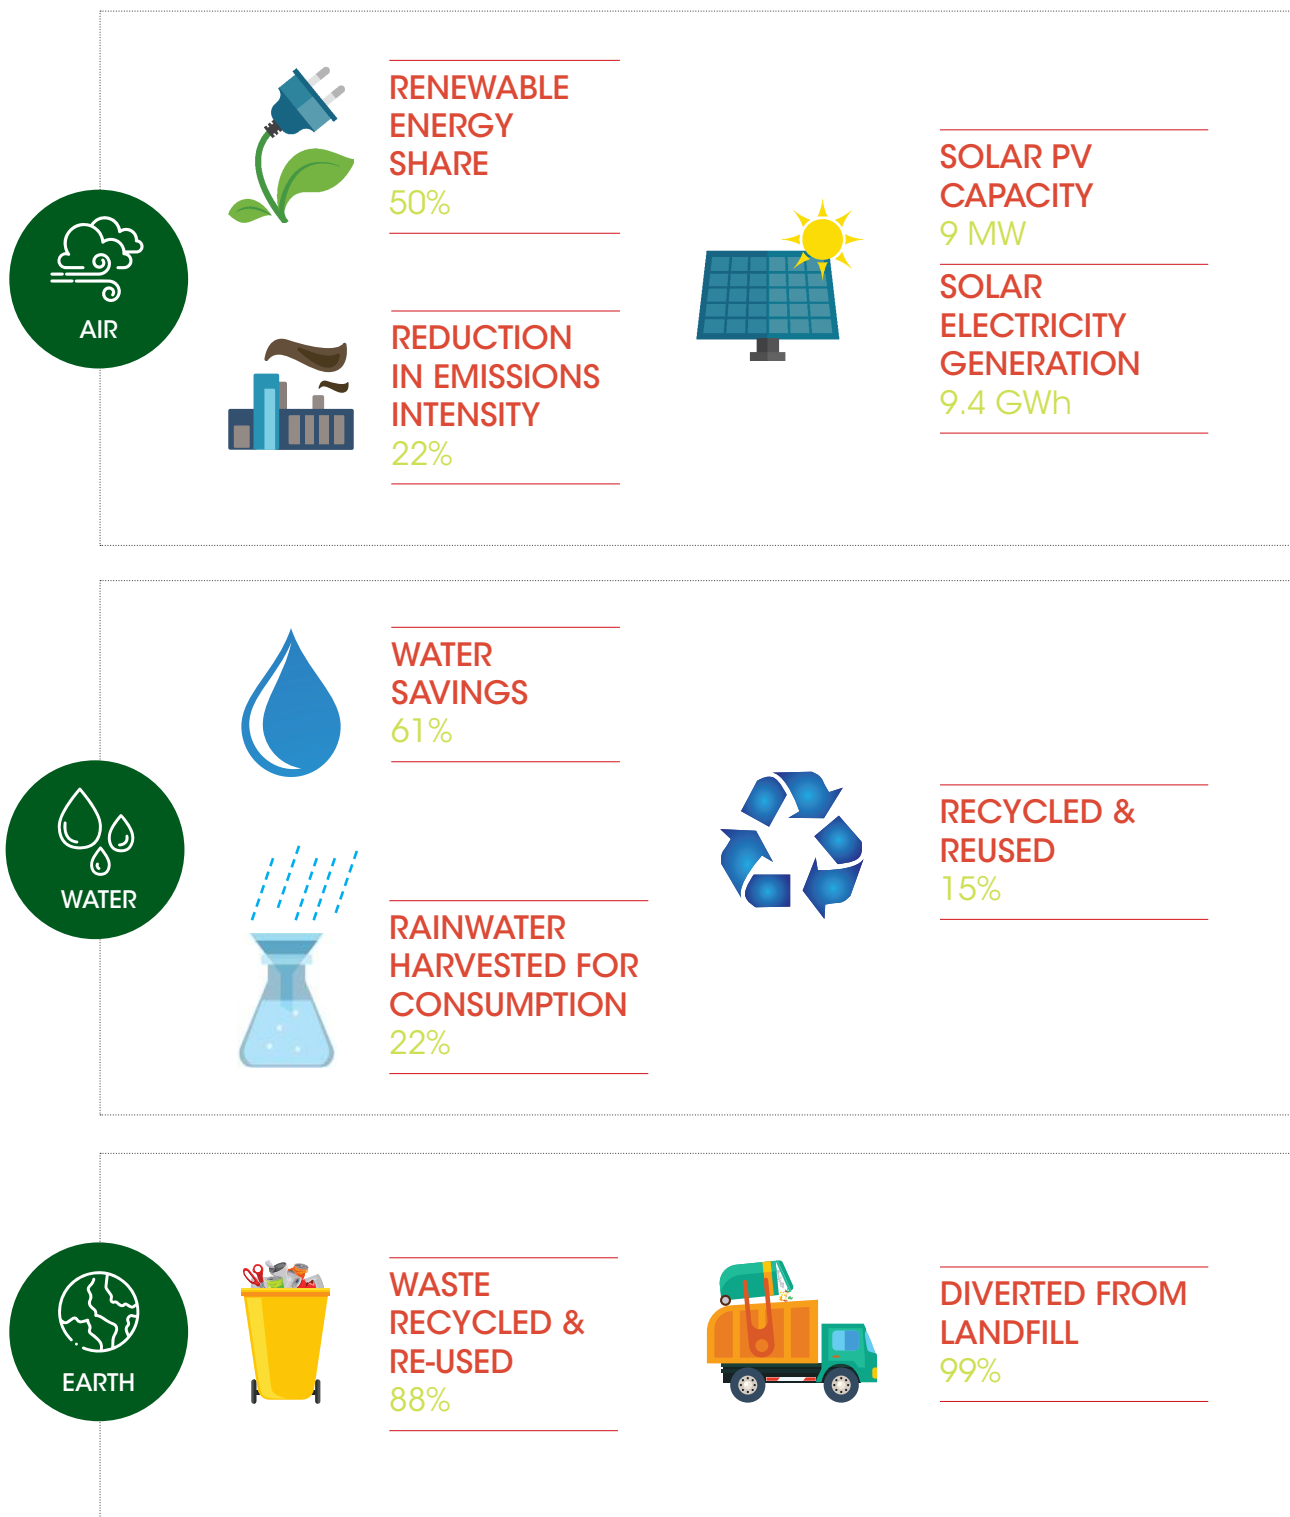 AIR
RENEWABLE
ENERGY
SHARE
50%
REDUCTION
IN EMISSIONS
INTENSITY
22%
SOLAR PV
CAPACITY
9 MW
SOLAR
ELECTRICITY
GENERATION
9.4 GWh
WATER
WATER
SAVINGS
61%
RAINWATER
HARVESTED FOR
CONSUMPTION
22%
RECYCLED &
REUSED
15%
EARTH
WASTE
RECYCLED &
RE-USED
88%
DIVERTED FROM
LANDFILL
99%